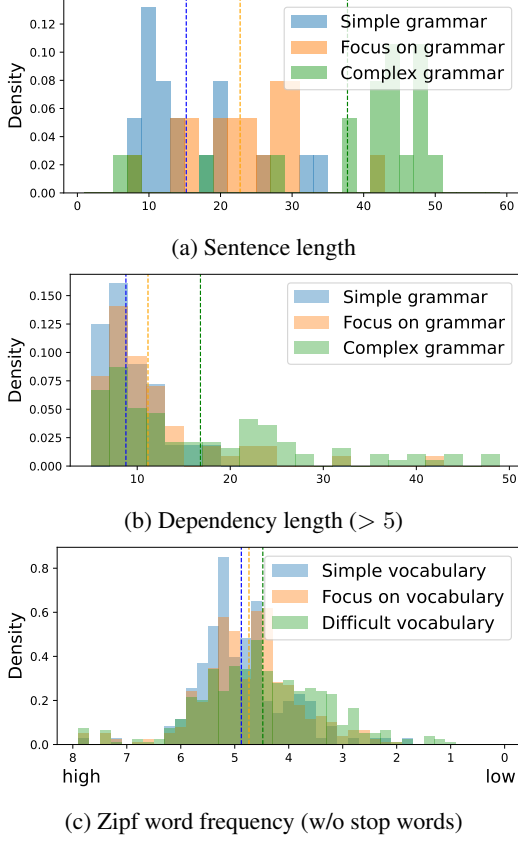 0.12
0.10
0.08
0.06
0.04
0.02
0.00
Density
Simple grammar
Focus on grammar
Complex grammar
0 10 20 30 40 50 60
(a) Sentence length
0.150
0.125
0.100
0.075
0.050
0.025
0.000
Density
Simple grammar
Focus on grammar
Complex grammar
10 20 30 40 50
(b) Dependency length (> 5)
0.8
0.6
0.4
0.2
0.0
Density
Simple vocabulary
Focus on vocabulary
Difficult vocabulary
8 7 6 5 4 3 2 1 0
high low
(c) Zipf word frequency (w/o stop words)